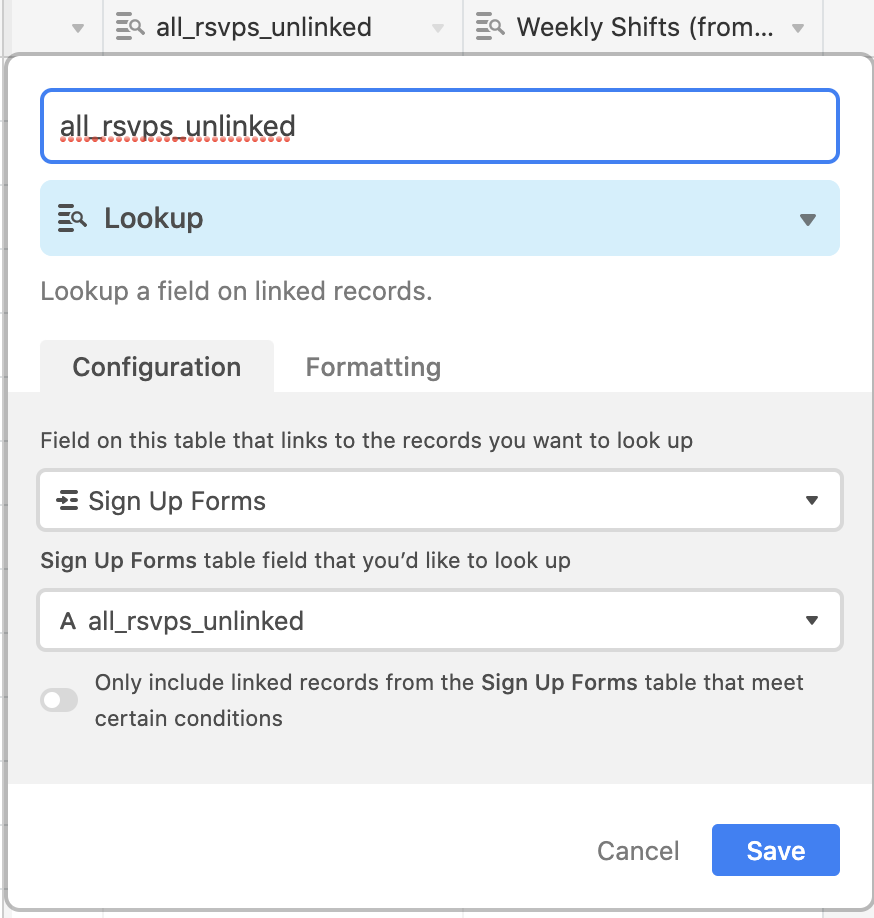 all_rsvps_unlinked
Weekly Shifts (from...
all_rsvps_unlinked
Lookup
Lookup a field on linked records.
Configuration
Formatting
Field on this table that links to the records you want to look up
Sign Up Forms
Sign Up Forms table field that you’d like to look up
A all_rsvps_unlinked
Only include linked records from the Sign Up Forms table that meet
certain conditions
Cancel
Save